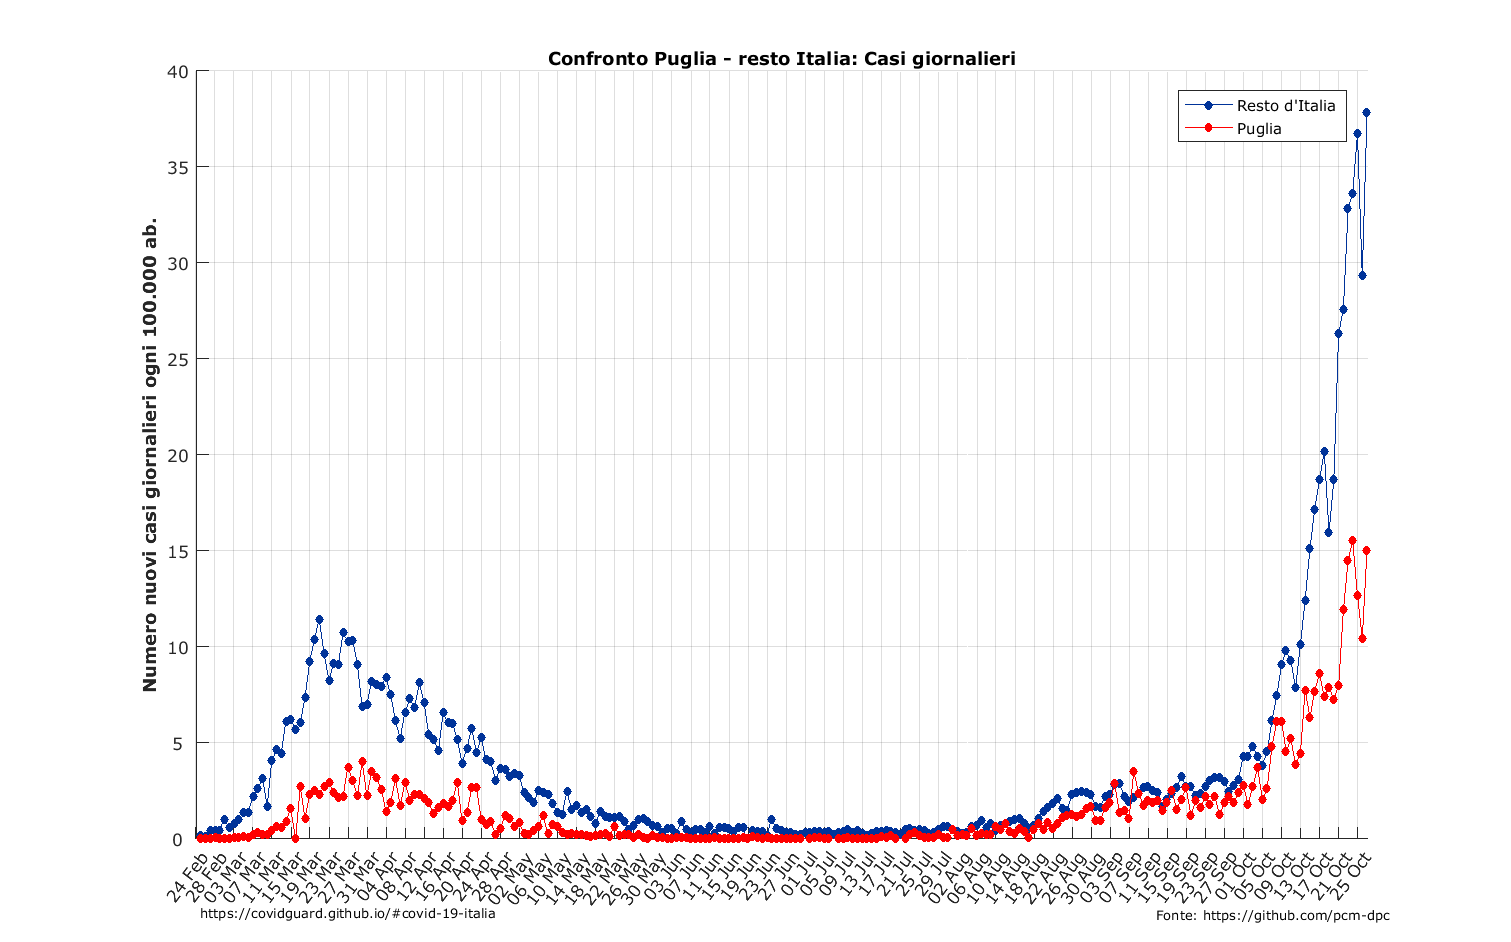 Confronto Puglia - resto Italia: Casi giornalieri
40
35
30
25
20
15
10
5
0
Numero nuovi casi giornalieri ogni 100.000 ab.
Resto d'Italia
Puglia
24 Feb
28 Feb
03 Mar
07 Mar
11 Mar
15 Mar
19 Mar
23 Mar
27 Mar
31 Mar
04 Apr
08 Apr
12 Apr
16 Apr
20 Apr
24 Apr
28 Apr
02 May
06 May
10 May
14 May
18 May
22 May
26 May
30 May
03 Jun
07 Jun
11 Jun
15 Jun
19 Jun
23 Jun
27 Jun
01 Jul
05 Jul
09 Jul
13 Jul
17 Jul
21 Jul
25 Jul
29 Jul
02 Aug
06 Aug
10 Aug
14 Aug
18 Aug
22 Aug
26 Aug
30 Aug
03 Sep
07 Sep
11 Sep
15 Sep
19 Sep
23 Sep
27 Sep
01 Oct
05 Oct
09 Oct
13 Oct
17 Oct
21 Oct
25 Oct
https://covidguard.github.io/#covid-19-italia
Fonte: https://github.com/pcm-dpc